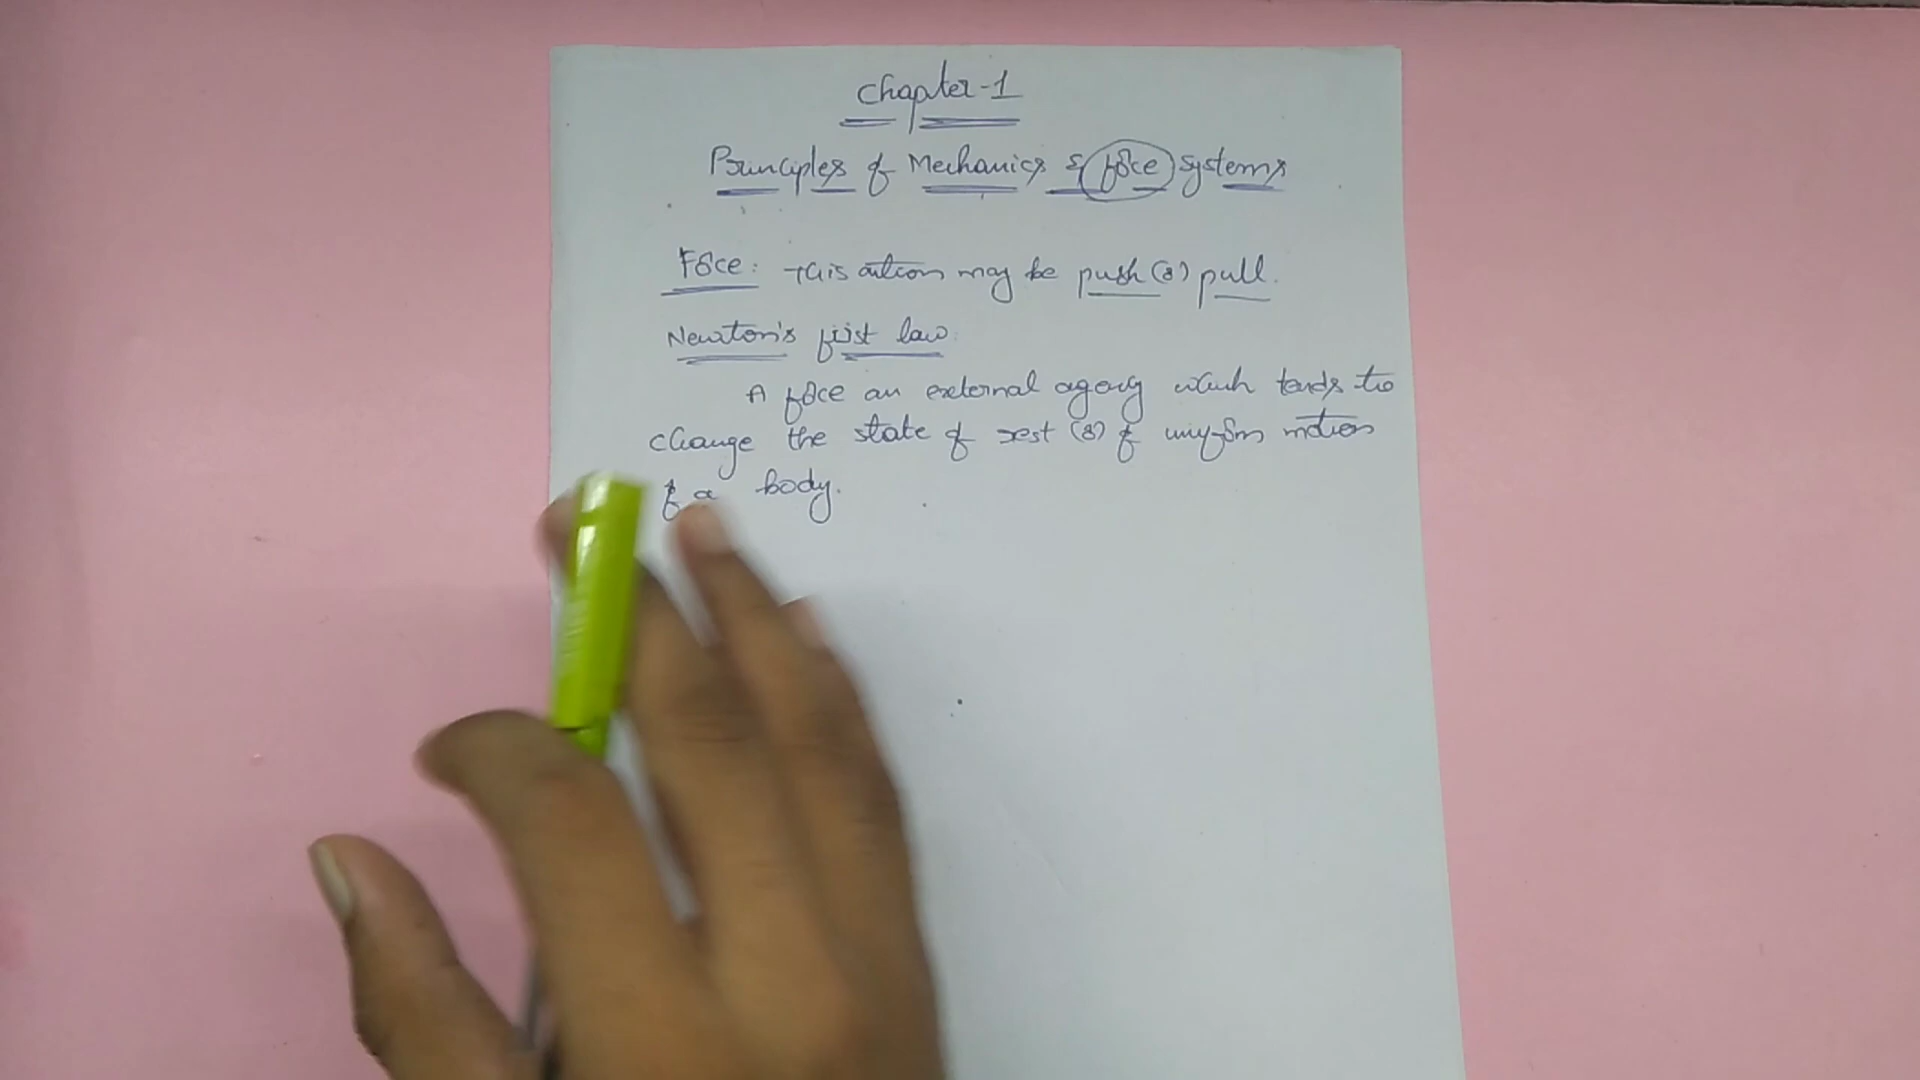 Chapter-1
Principles of Mechanics & force systems
Force: This action may be push (or) pull.
Newton's first law:
A force an external agency which tends to
change the state of rest (or) of uniform motion
of a body.